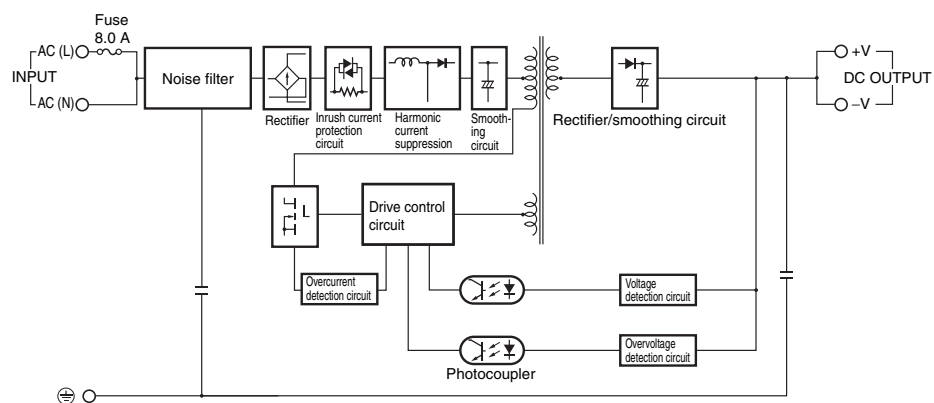 Fuse
8.0 A
AC (L)
INPUT
AC (N)
Noise filter
Rectifier
Inrush current
protection
circuit
Harmonic
current
suppression
Smooth-
ing
circuit
Rectifier/smoothing circuit
+V
DC OUTPUT
−V
Drive control
circuit
Overcurrent
detection circuit
Voltage
detection circuit
Overvoltage
detection circuit
Photocoupler